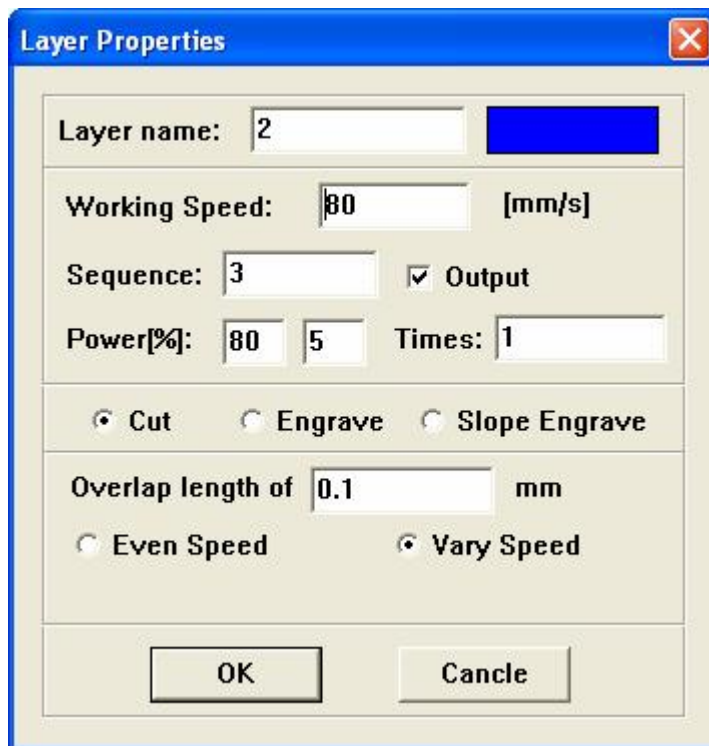 Layer Properties
Layer name: 2
Working Speed: 80 [mm/s]
Sequence: 3 Output
Power[%]: 80 5 Times: 1
Cut Engrave Slope Engrave
Overlap length of 0.1 mm
Even Speed Vary Speed
OK Cancle